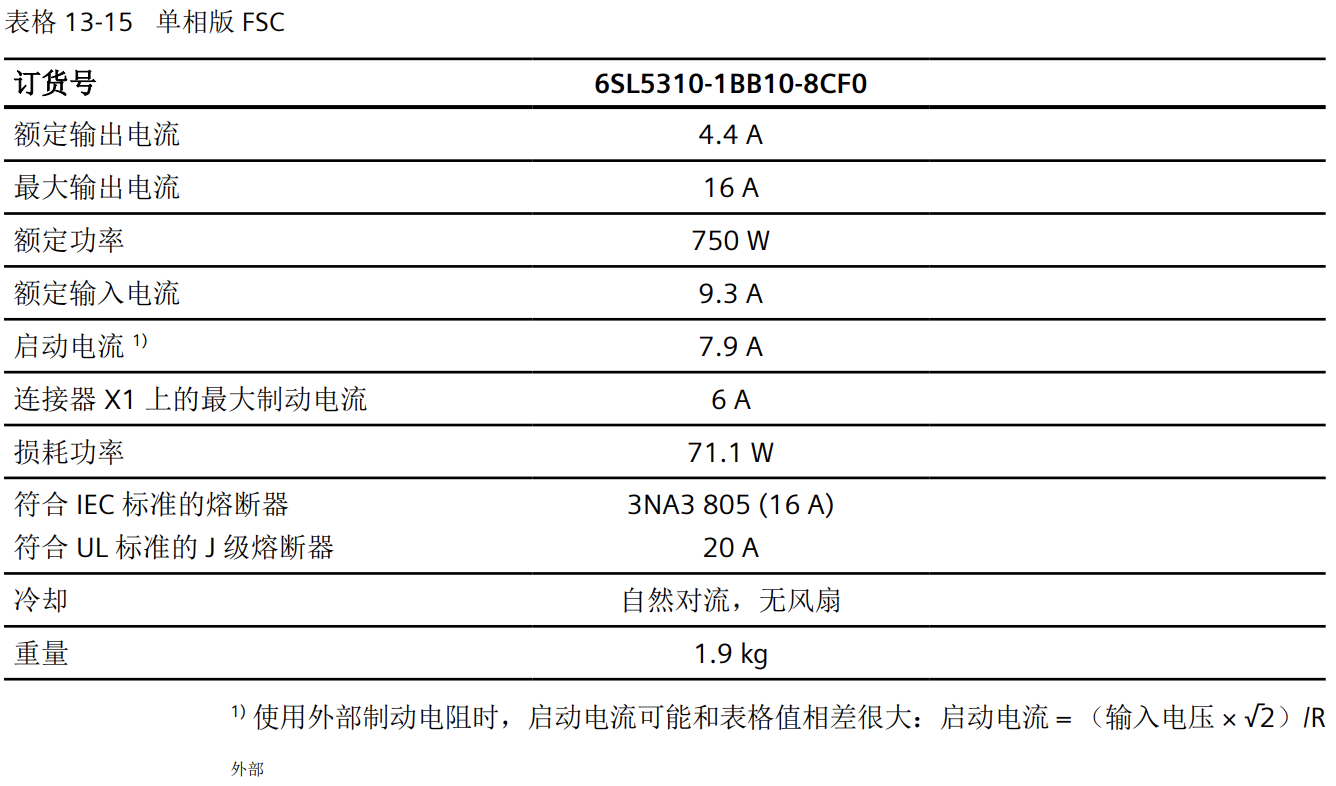 表格 13-15 单相版 FSC
订货号 6SL5310-1BB10-8CF0
额定输出电流 4.4 A
最大输出电流 16 A
额定功率 750 W
额定输入电流 9.3 A
启动电流 1) 7.9 A
连接器 X1 上的最大制动电流 6 A
损耗功率 71.1 W
符合 IEC 标准的熔断器 3NA3 805 (16 A)
符合 UL 标准的 J 级熔断器 20 A
冷却 自然对流，无风扇
重量 1.9 kg
1) 使用外部制动电阻时，启动电流可能和表格值相差很大：启动电流 = （输入电压 × √2）/R
外部